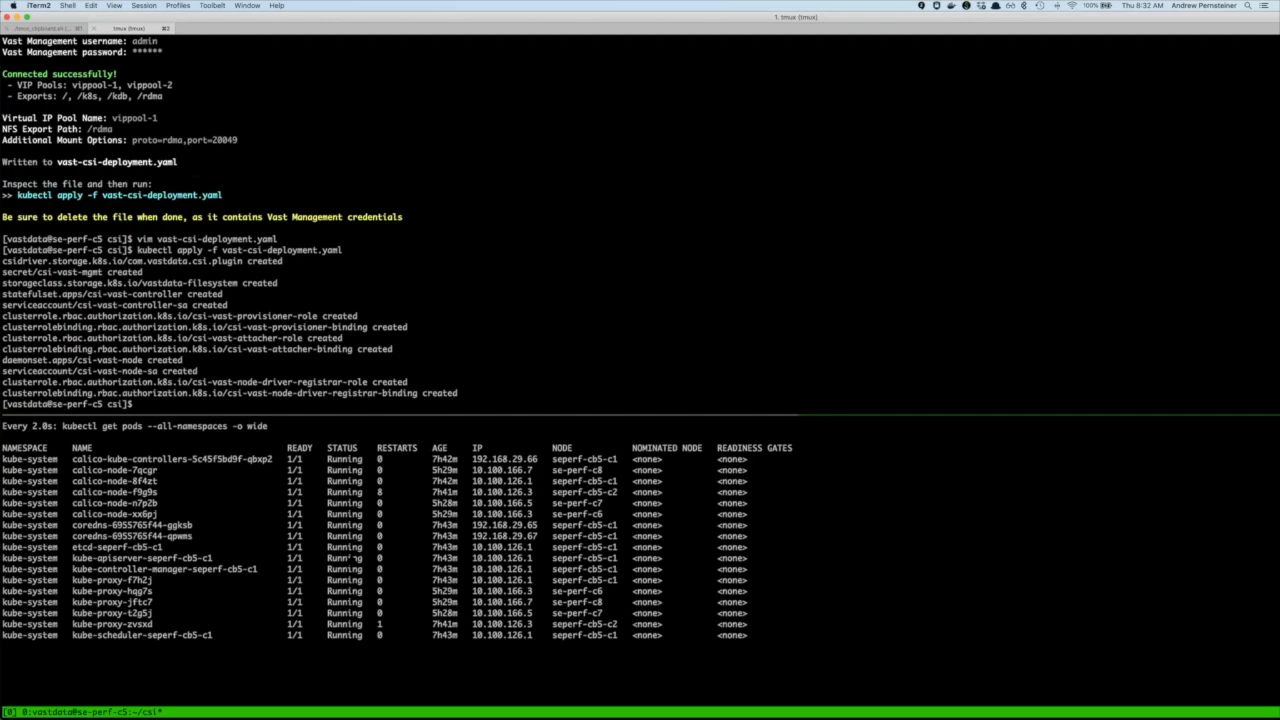 iTerm2 Shell Edit View Session Profiles Toolbelt Window Help 100% Thu 8:32 AM Andrew Pernsteiner
1. tmux (tmux)
tmux (tmux) ⌘2
Vast Management username: admin
Vast Management password: ******
Connected successfully!
- VIP Pools: vippool-1, vippool-2
- Exports: /, /k8s, /kdb, /rdma
Virtual IP Pool Name: vippool-1
NFS Export Path: /rdma
Additional Mount Options: proto=rdma,port=20049
Written to vast-csi-deployment.yaml
Inspect the file and then run:
>> kubectl apply -f vast-csi-deployment.yaml
Be sure to delete the file when done, as it contains Vast Management credentials
[vastdata@se-perf-c5 csi]$ vim vast-csi-deployment.yaml
[vastdata@se-perf-c5 csi]$ kubectl apply -f vast-csi-deployment.yaml
csidriver.storage.k8s.io/com.vastdata.csi.plugin created
secret/csi-vast-mgmt created
storageclass.storage.k8s.io/vastdata-filesystem created
statefulset.apps/csi-vast-controller created
serviceaccount/csi-vast-controller-sa created
clusterrole.rbac.authorization.k8s.io/csi-vast-provisioner-role created
clusterrolebinding.rbac.authorization.k8s.io/csi-vast-provisioner-binding created
clusterrole.rbac.authorization.k8s.io/csi-vast-attacher-role created
clusterrolebinding.rbac.authorization.k8s.io/csi-vast-attacher-binding created
daemonset.apps/csi-vast-node created
serviceaccount/csi-vast-node-sa created
clusterrole.rbac.authorization.k8s.io/csi-vast-node-driver-registrar-role created
clusterrolebinding.rbac.authorization.k8s.io/csi-vast-node-driver-registrar-binding created
[vastdata@se-perf-c5 csi]$
Every 2.0s: kubectl get pods --all-namespaces -o wide
NAMESPACE NAME READY STATUS RESTARTS AGE IP NODE NOMINATED NODE READINESS GATES
kube-system calico-kube-controllers-5c45f5bd9f-qbxp2 1/1 Running 0 7h42m 192.168.29.66 seperf-cb5-c1 <none> <none>
kube-system calico-node-7qcgr 1/1 Running 0 5h29m 10.100.166.7 se-perf-c8 <none> <none>
kube-system calico-node-8f4zt 1/1 Running 0 7h42m 10.100.126.1 seperf-cb5-c1 <none> <none>
kube-system calico-node-f9g9s 1/1 Running 8 7h41m 10.100.126.3 seperf-cb5-c2 <none> <none>
kube-system calico-node-n7p2b 1/1 Running 0 5h28m 10.100.166.5 se-perf-c7 <none> <none>
kube-system calico-node-xx6pj 1/1 Running 0 5h29m 10.100.166.3 se-perf-c6 <none> <none>
kube-system coredns-6955765f44-ggksb 1/1 Running 0 7h43m 192.168.29.65 seperf-cb5-c1 <none> <none>
kube-system coredns-6955765f44-qpwms 1/1 Running 0 7h43m 192.168.29.67 seperf-cb5-c1 <none> <none>
kube-system etcd-seperf-cb5-c1 1/1 Running 0 7h43m 10.100.126.1 seperf-cb5-c1 <none> <none>
kube-system kube-apiserver-seperf-cb5-c1 1/1 Running 0 7h43m 10.100.126.1 seperf-cb5-c1 <none> <none>
kube-system kube-controller-manager-seperf-cb5-c1 1/1 Running 0 7h43m 10.100.126.1 seperf-cb5-c1 <none> <none>
kube-system kube-proxy-f7h2j 1/1 Running 0 7h43m 10.100.126.1 seperf-cb5-c1 <none> <none>
kube-system kube-proxy-hqg7s 1/1 Running 0 5h29m 10.100.166.3 se-perf-c6 <none> <none>
kube-system kube-proxy-jftc7 1/1 Running 0 5h29m 10.100.166.7 se-perf-c8 <none> <none>
kube-system kube-proxy-t2g5j 1/1 Running 0 5h28m 10.100.166.5 se-perf-c7 <none> <none>
kube-system kube-proxy-zvsxd 1/1 Running 1 7h41m 10.100.126.3 seperf-cb5-c2 <none> <none>
kube-system kube-scheduler-seperf-cb5-c1 1/1 Running 0 7h43m 10.100.126.1 seperf-cb5-c1 <none> <none>
[0] 0:vastdata@se-perf-c5:~/csi*